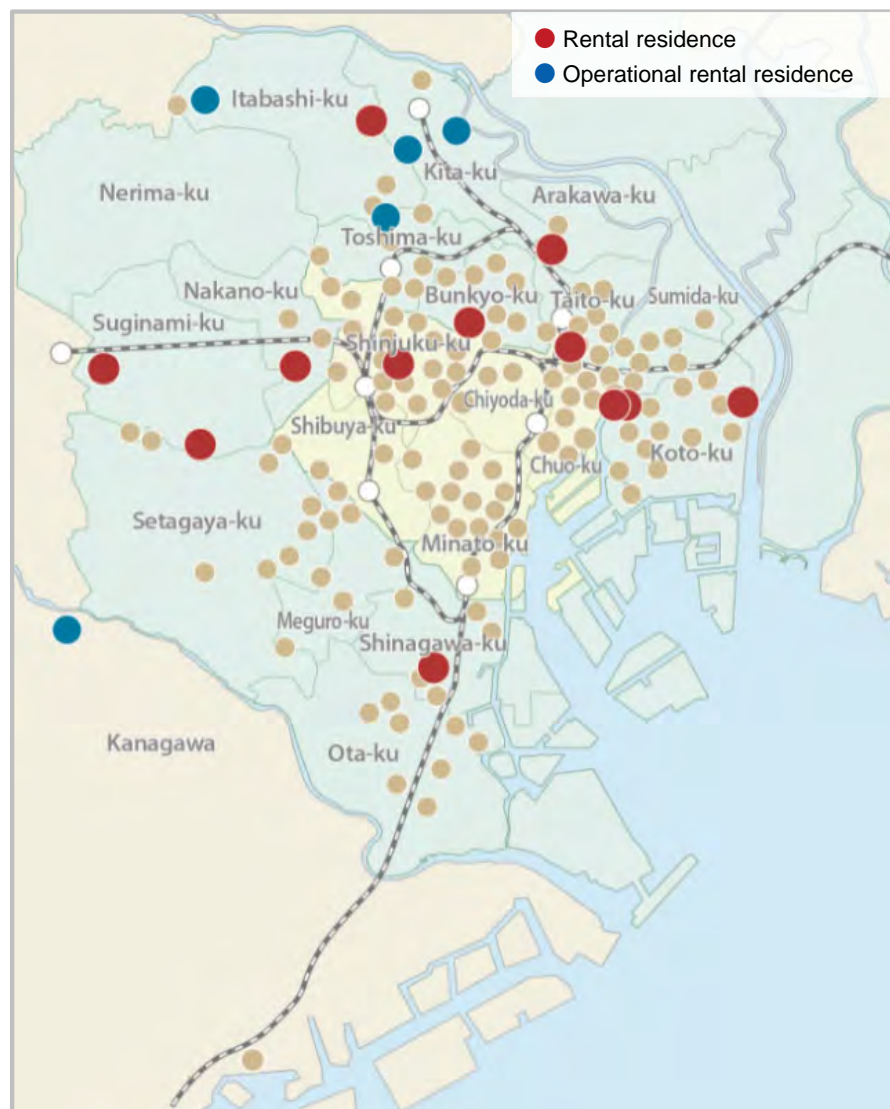 Rental residence
Operational rental residence
Itabashi-ku
Kita-ku
Nerima-ku
Arakawa-ku
Toshima-ku
Nakano-ku
Bunkyo-ku
Taito-ku
Sumida-ku
Suginami-ku
Shinjuku-ku
Chiyoda-ku
Shibuya-ku
Chuo-ku
Koto-ku
Setagaya-ku
Minato-ku
Meguro-ku
Shinagawa-ku
Kanagawa
Ota-ku